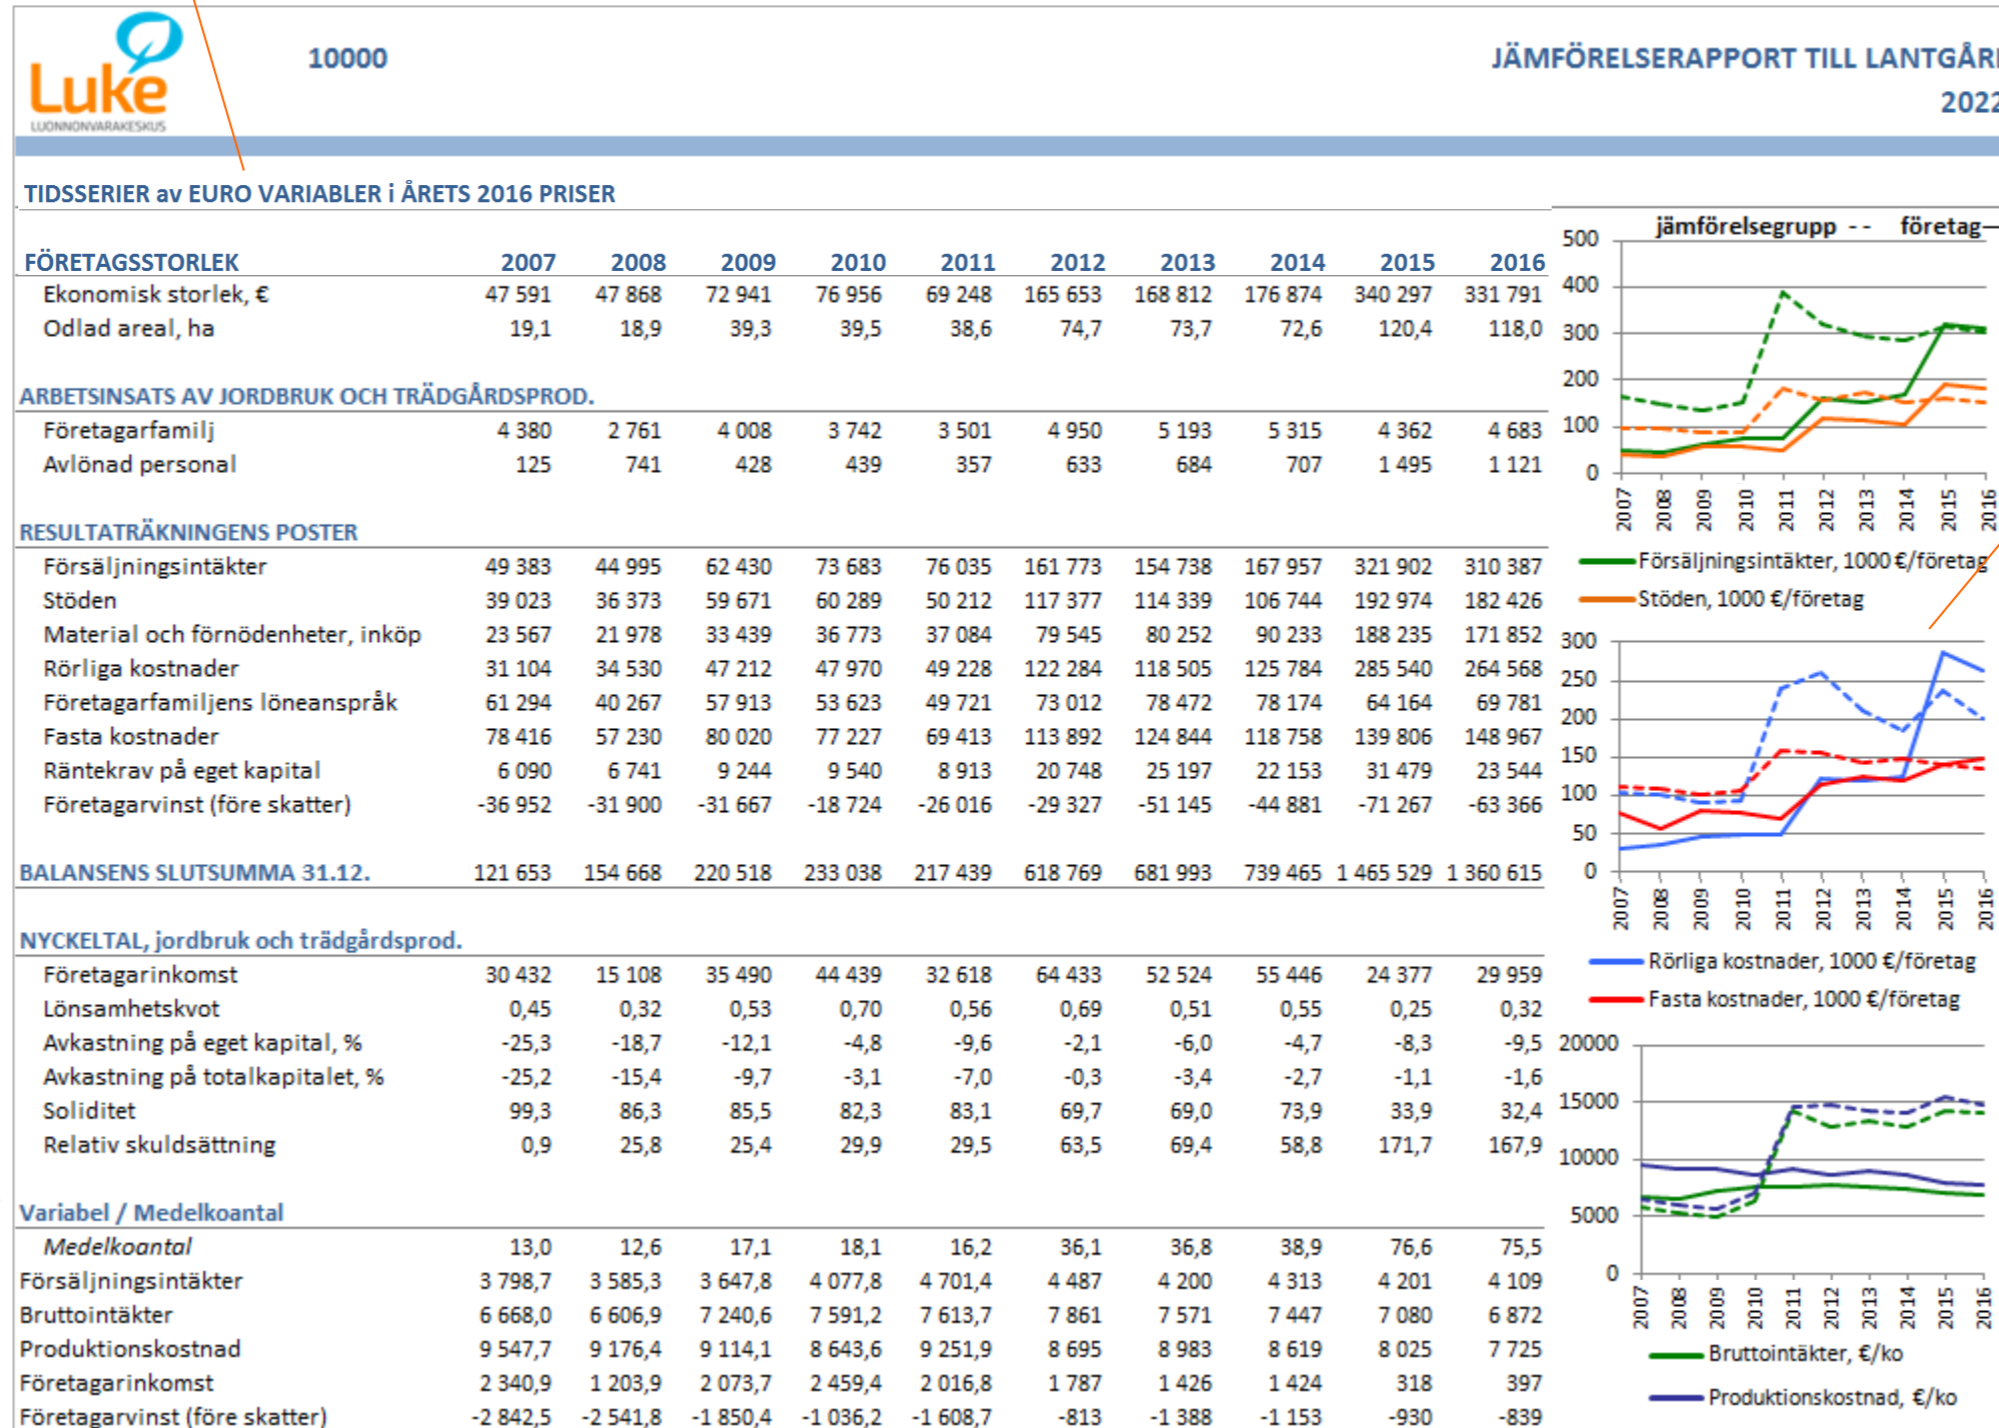 Luke
LUONNONVARAKESKUS
10000
JÄMFÖRELSERAPPORT TILL LANTGÅR
2022
TIDSSERIER av EURO VARIABLER i ÅRETS 2016 PRISER
FÖRETAGSSTORLEK 2007 2008 2009 2010 2011 2012 2013 2014 2015 2016
Ekonomisk storlek, € 47 591 47 868 72 941 76 956 69 248 165 653 168 812 176 874 340 297 331 791
Odlad areal, ha 19,1 18,9 39,3 39,5 38,6 74,7 73,7 72,6 120,4 118,0
ARBETSINSATS AV JORDBRUK OCH TRÄDGÅRDSPROD.
Företagarfamilj 4 380 2 761 4 008 3 742 3 501 4 950 5 193 5 315 4 362 4 683
Avlönad personal 125 741 428 439 357 633 684 707 1 495 1 121
RESULTATRÄKNINGENS POSTER
Försäljningsintäkter 49 383 44 995 62 430 73 683 76 035 161 773 154 738 167 957 321 902 310 387
Stöden 39 023 36 373 59 671 60 289 50 212 117 377 114 339 106 744 192 974 182 426
Material och förnödenheter, inköp 23 567 21 978 33 439 36 773 37 084 79 545 80 252 90 233 188 235 171 852
Rörliga kostnader 31 104 34 530 47 212 47 970 49 228 122 284 118 505 125 784 285 540 264 568
Företagarfamiljens löneanspråk 61 294 40 267 57 913 53 623 49 721 73 012 78 472 78 174 64 164 69 781
Fasta kostnader 78 416 57 230 80 020 77 227 69 413 113 892 124 844 118 758 139 806 148 967
Räntekrav på eget kapital 6 090 6 741 9 244 9 540 8 913 20 748 25 197 22 153 31 479 23 544
Företagarvinst (före skatter) -36 952 -31 900 -31 667 -18 724 -26 016 -29 327 -51 145 -44 881 -71 267 -63 366
BALANSENS SLUTSUMMA 31.12. 121 653 154 668 220 518 233 038 217 439 618 769 681 993 739 465 1 465 529 1 360 615
NYCKELTAL, jordbruk och trädgårdsprod.
Företagarinkomst 30 432 15 108 35 490 44 439 32 618 64 433 52 524 55 446 24 377 29 959
Lönsamhetskvot 0,45 0,32 0,53 0,70 0,56 0,69 0,51 0,55 0,25 0,32
Avkastning på eget kapital, % -25,3 -18,7 -12,1 -4,8 -9,6 -2,1 -6,0 -4,7 -8,3 -9,5
Avkastning på totalkapitalet, % -25,2 -15,4 -9,7 -3,1 -7,0 -0,3 -3,4 -2,7 -1,1 -1,6
Soliditet 99,3 86,3 85,5 82,3 83,1 69,7 69,0 73,9 33,9 32,4
Relativ skuldsättning 0,9 25,8 25,4 29,9 29,5 63,5 69,4 58,8 171,7 167,9
Variabel / Medelkoantal
Medelkoantal 13,0 12,6 17,1 18,1 16,2 36,1 36,8 38,9 76,6 75,5
Försäljningsintäkter 3 798,7 3 585,3 3 647,8 4 077,8 4 701,4 4 487 4 200 4 313 4 201 4 109
Bruttointäkter 6 668,0 6 606,9 7 240,6 7 591,2 7 613,7 7 861 7 571 7 447 7 080 6 872
Produktionskostnad 9 547,7 9 176,4 9 114,1 8 643,6 9 251,9 8 695 8 983 8 619 8 025 7 725
Företagarinkomst 2 340,9 1 203,9 2 073,7 2 459,4 2 016,8 1 787 1 426 1 424 318 397
Företagarvinst (före skatter) -2 842,5 -2 541,8 -1 850,4 -1 036,2 -1 608,7 -813 -1 388 -1 153 -930 -839
jämförelsegrup - - företag—
500
400
300
200
100
0
2007 2008 2009 2010 2011 2012 2013 2014 2015 2016
Försäljningsintäkter, 1000 €/företag
Stöden, 1000 €/företag
300
250
200
150
100
50
0
2007 2008 2009 2010 2011 2012 2013 2014 2015 2016
Rörliga kostnader, 1000 €/företag
Fasta kostnader, 1000 €/företag
20000
15000
10000
5000
0
2007 2008 2009 2010 2011 2012 2013 2014 2015 2016
Bruttointäkter, €/ko
Produktionskostnad, €/ko